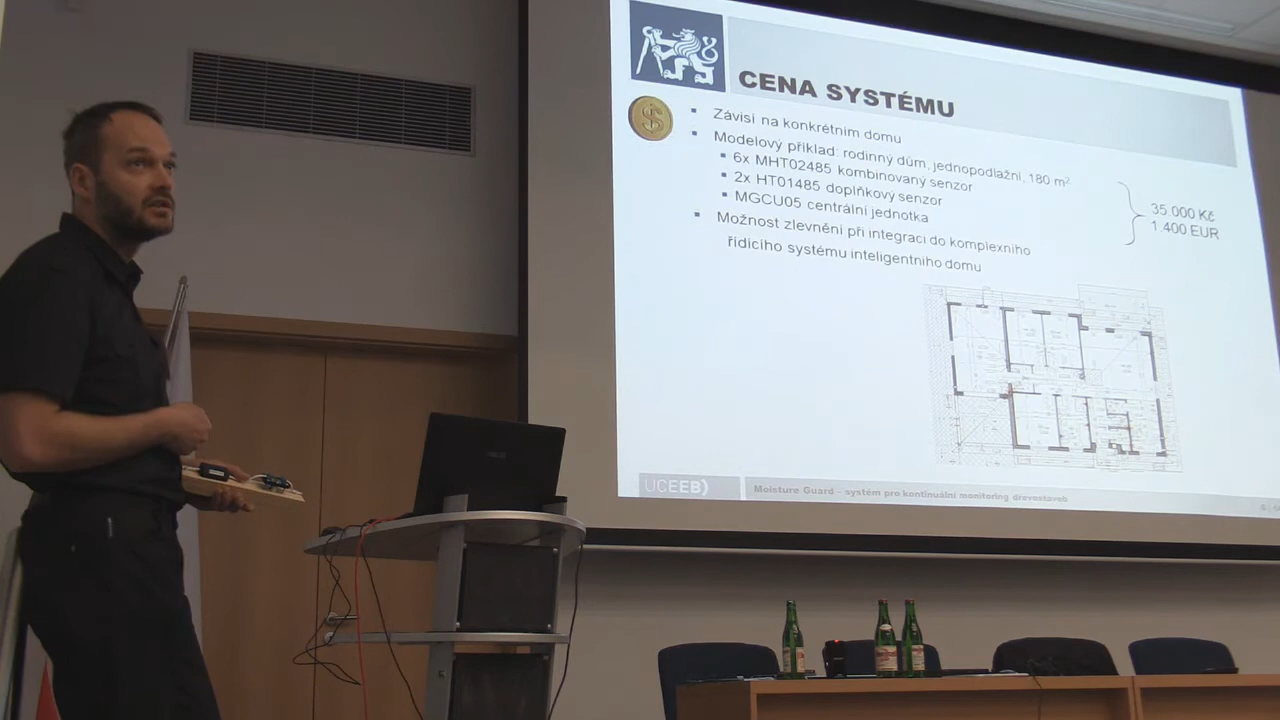 CENA SYSTÉMU
Závisí na konkrétním domu
Modelový příklad: rodinný dům, jednopodlažní, 180 m²
6x MHT02485 kombinovaný senzor
2x HT01485 doplňkový senzor
MGCU05 centrální jednotka
35.000 Kč
1.400 EUR
Možnost zlevnění při integraci do komplexního
řídicího systému inteligentního domu
UCEEB)
Moisture Guard – systém pro kontinuální monitoring dřevostaveb
ASUS